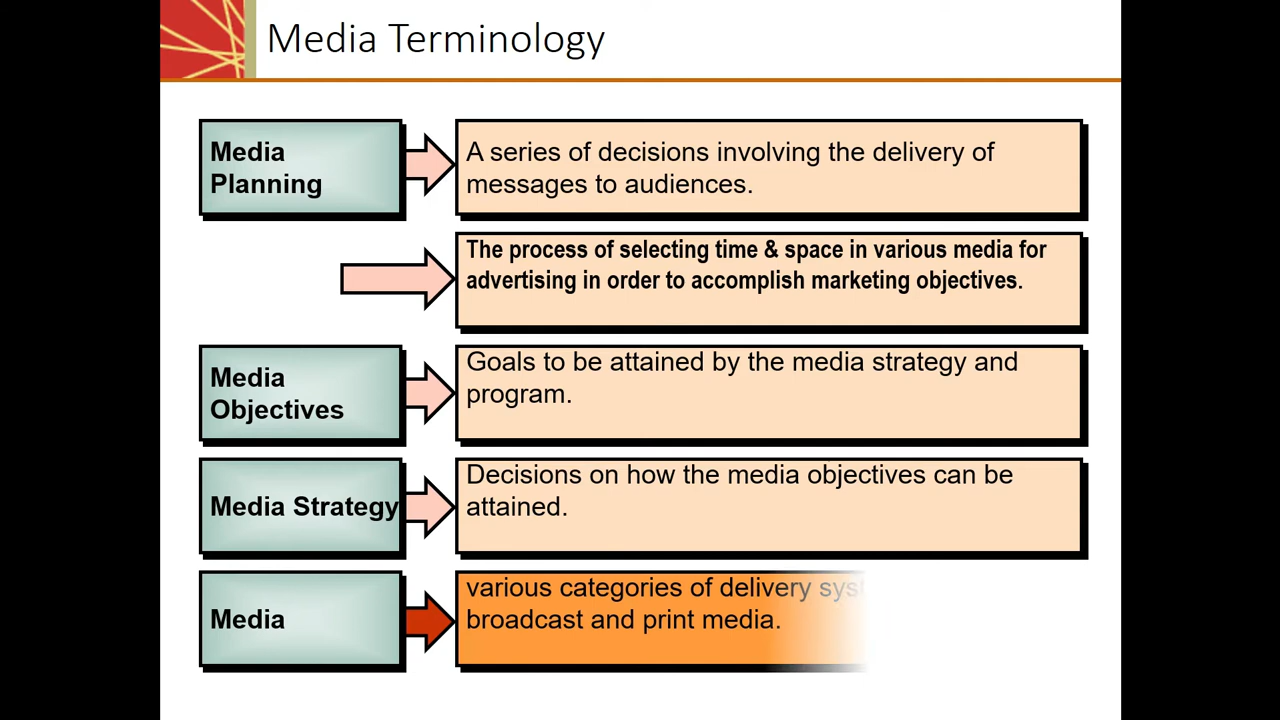 Media Terminology
Media
Planning
A series of decisions involving the delivery of
messages to audiences.
The process of selecting time & space in various media for
advertising in order to accomplish marketing objectives.
Media
Objectives
Goals to be attained by the media strategy and
program.
Media Strategy
Decisions on how the media objectives can be
attained.
Media
various categories of delivery
broadcast and print media.